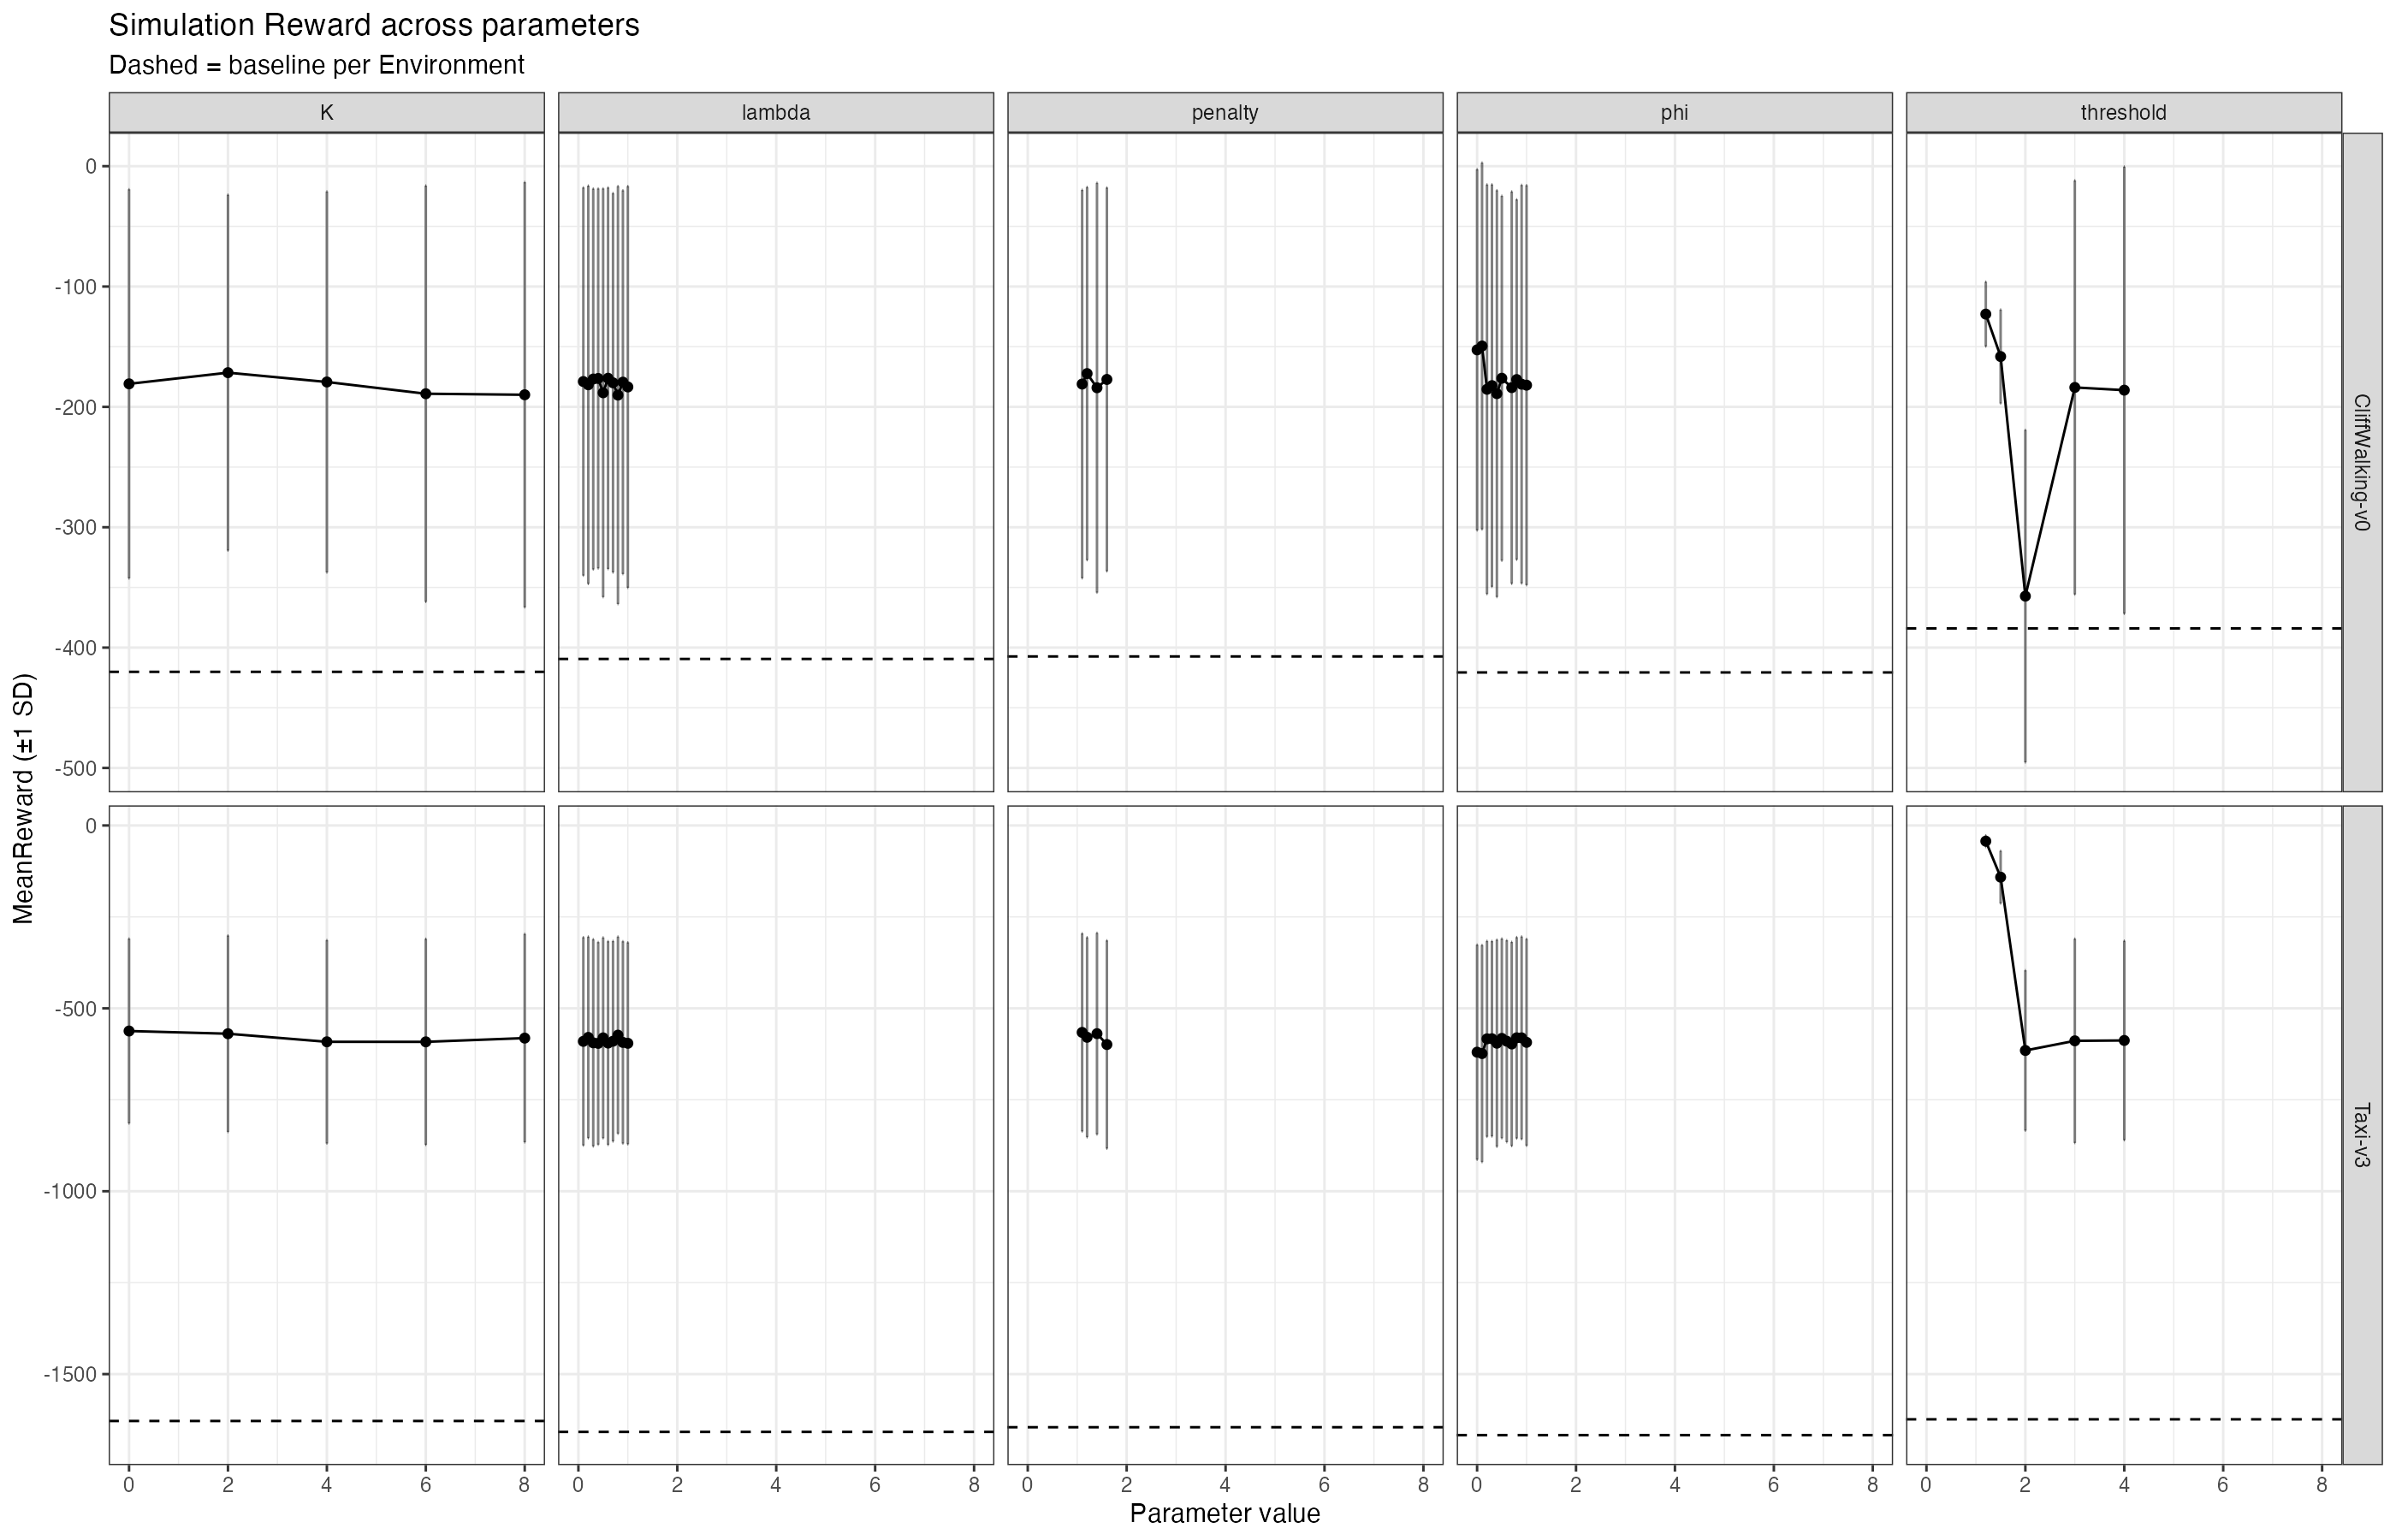 Simulation Reward across parameters
Dashed = baseline per Environment
K lambda penalty phi threshold
MeanReward (±1 SD)
0
-100
-200
-300
-400
-500
CliffWalking-v0
0
-500
-1000
-1500
Taxi-v3
0 2 4 6 8 0 2 4 6 8 0 2 4 6 8 0 2 4 6 8 0 2 4 6 8
Parameter value